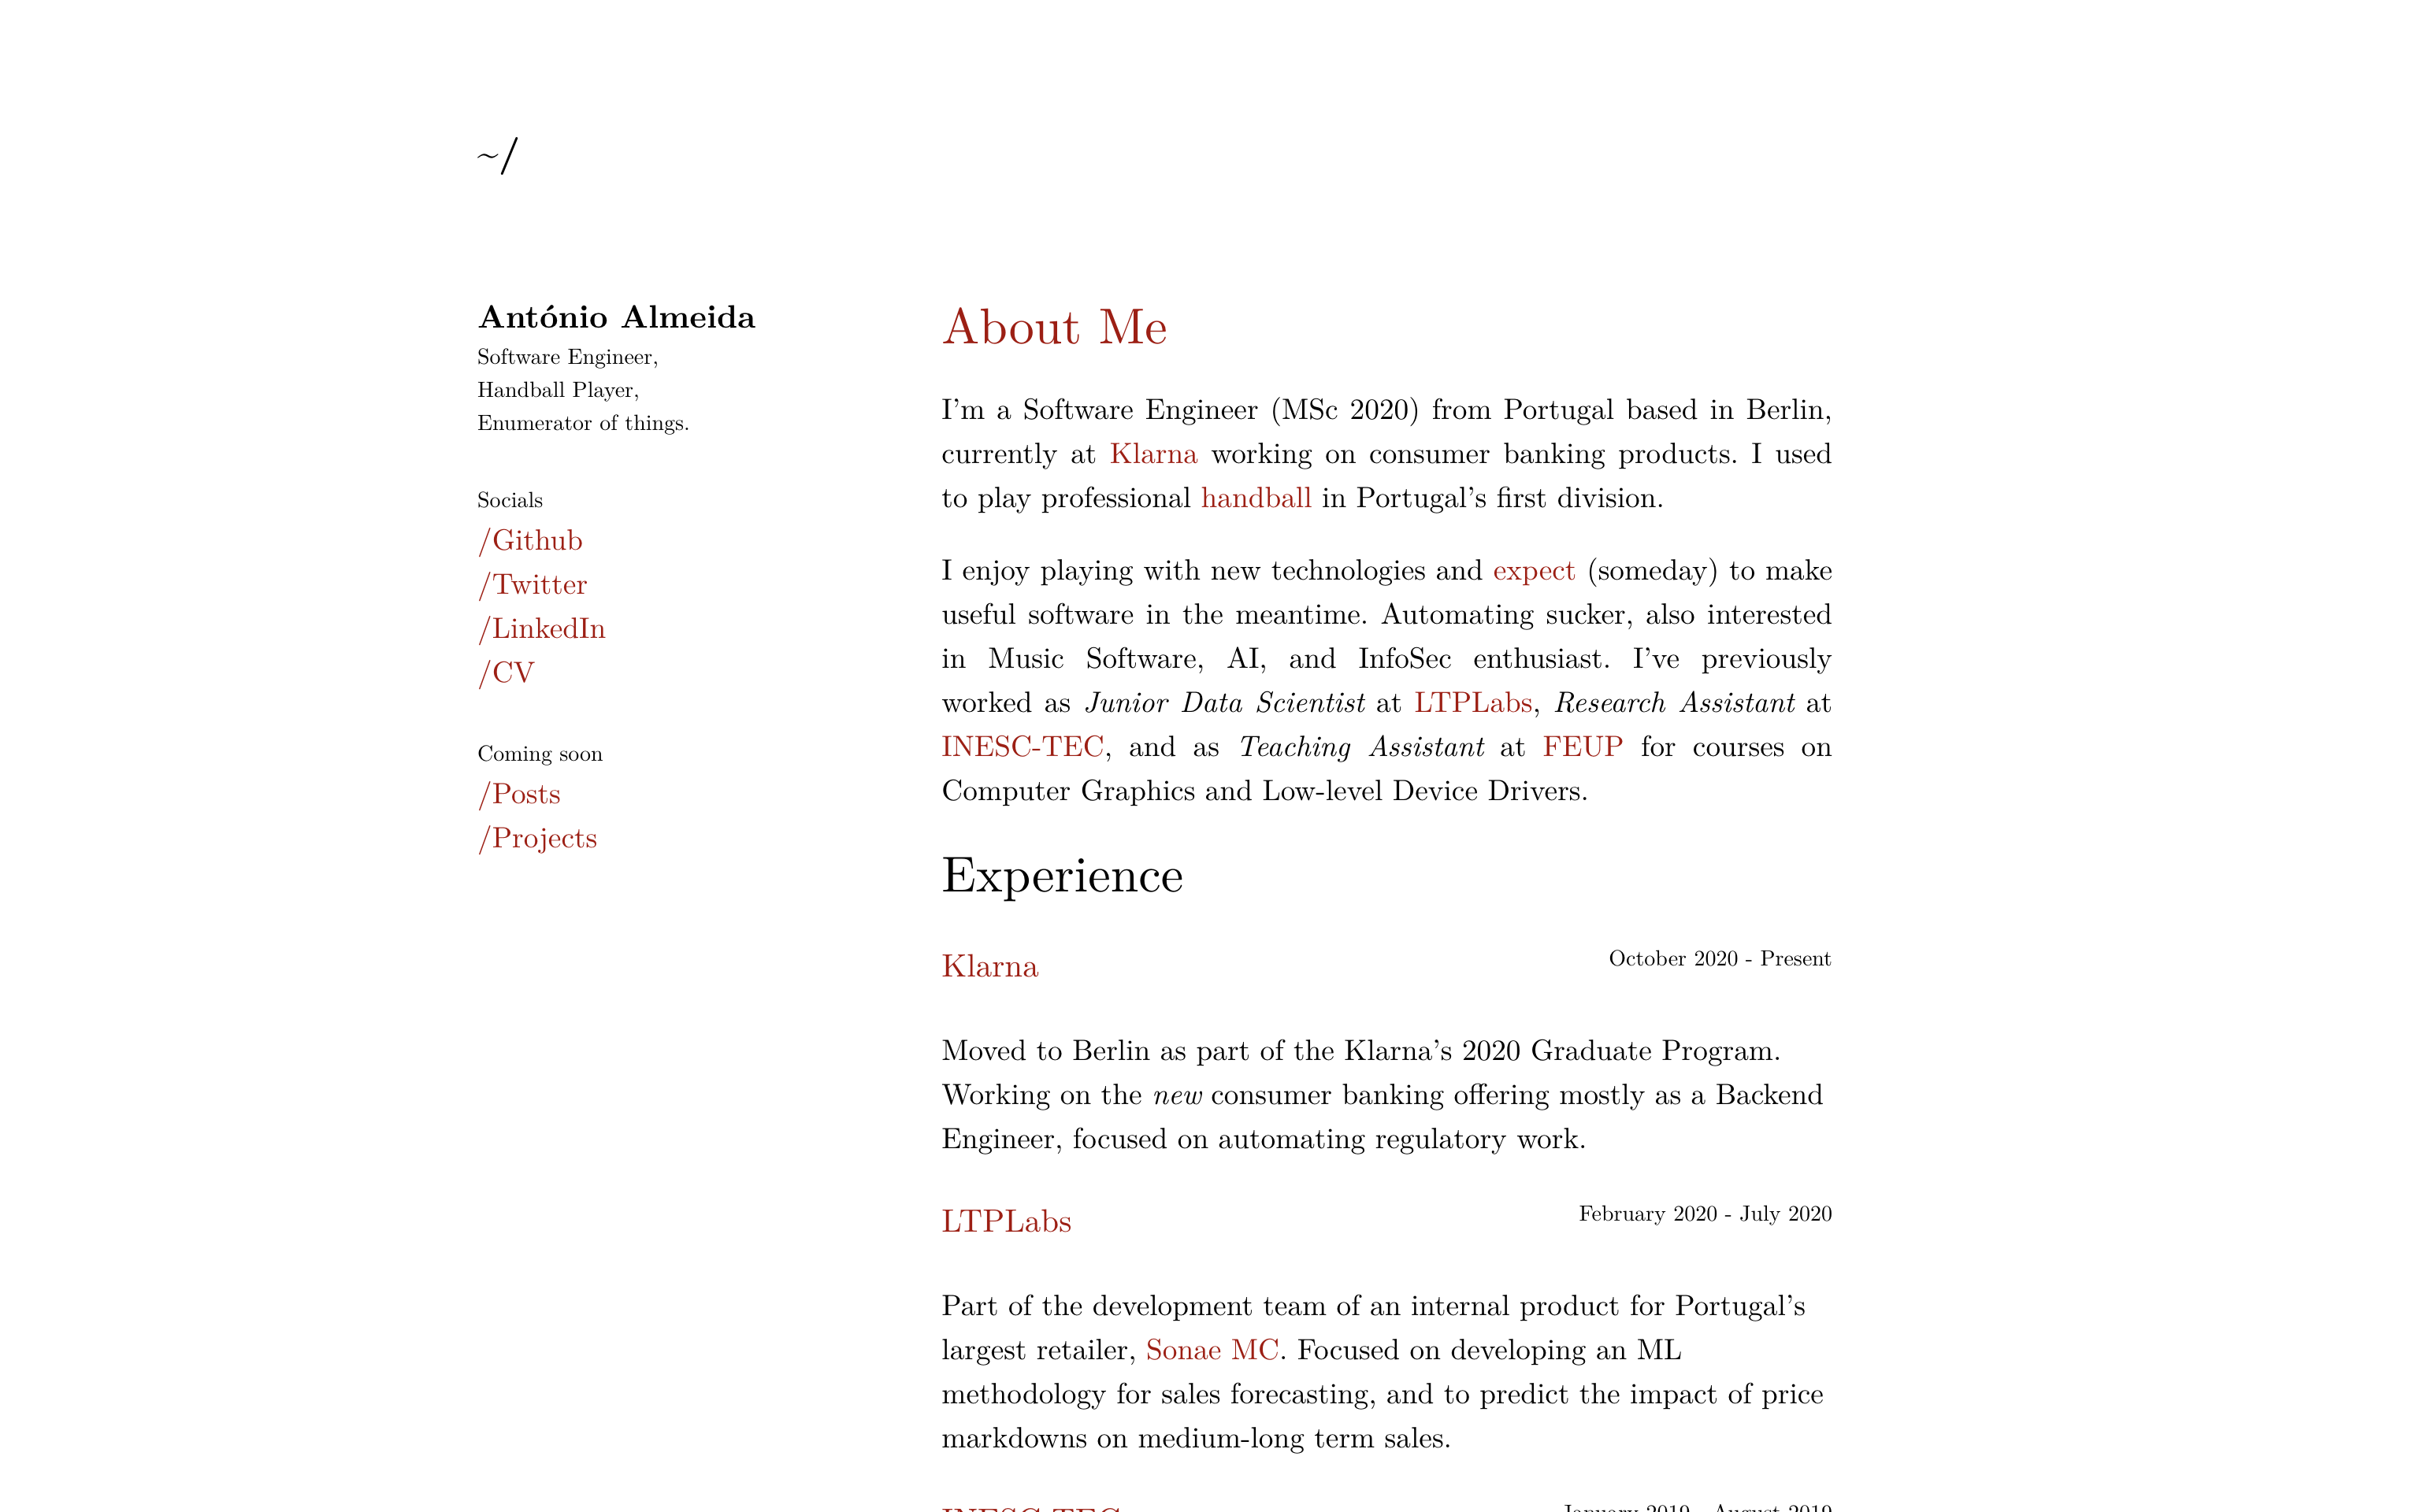 ~/
António Almeida
Software Engineer,
Handball Player,
Enumerator of things.
Socials
/Github
/Twitter
/LinkedIn
/CV
Coming soon
/Posts
/Projects
About Me
I’m a Software Engineer (MSc 2020) from Portugal based in Berlin,
currently at Klarna working on consumer banking products. I used
to play professional handball in Portugal’s first division.
I enjoy playing with new technologies and expect (someday) to make
useful software in the meantime. Automating sucker, also interested
in Music Software, AI, and InfoSec enthusiast. I’ve previously
worked as Junior Data Scientist at LTPLabs, Research Assistant at
INESC-TEC, and as Teaching Assistant at FEUP for courses on
Computer Graphics and Low-level Device Drivers.
Experience
Klarna
October 2020 - Present
Moved to Berlin as part of the Klarna’s 2020 Graduate Program.
Working on the new consumer banking offering mostly as a Backend
Engineer, focused on automating regulatory work.
LTPLabs
February 2020 - July 2020
Part of the development team of an internal product for Portugal’s
largest retailer, Sonae MC. Focused on developing an ML
methodology for sales forecasting, and to predict the impact of price
markdowns on medium-long term sales.
INESC-TEC
January 2019 - August 2019